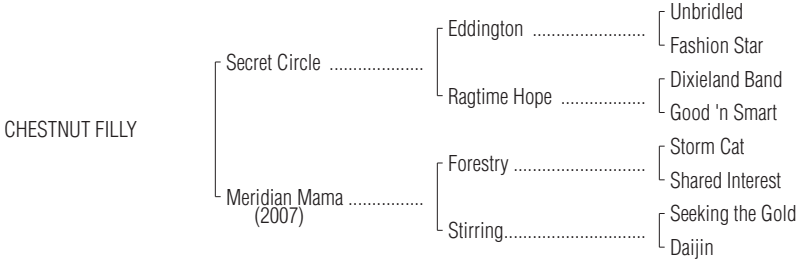 Unbridled
Eddington ........................
Fashion Star
Secret Circle ....................
Dixieland Band
Ragtime Hope ..................
Good 'n Smart
CHESTNUT FILLY
Storm Cat
Forestry ............................
Shared Interest
Meridian Mama ................
(2007)
Seeking the Gold
Stirring..............................
Daijin